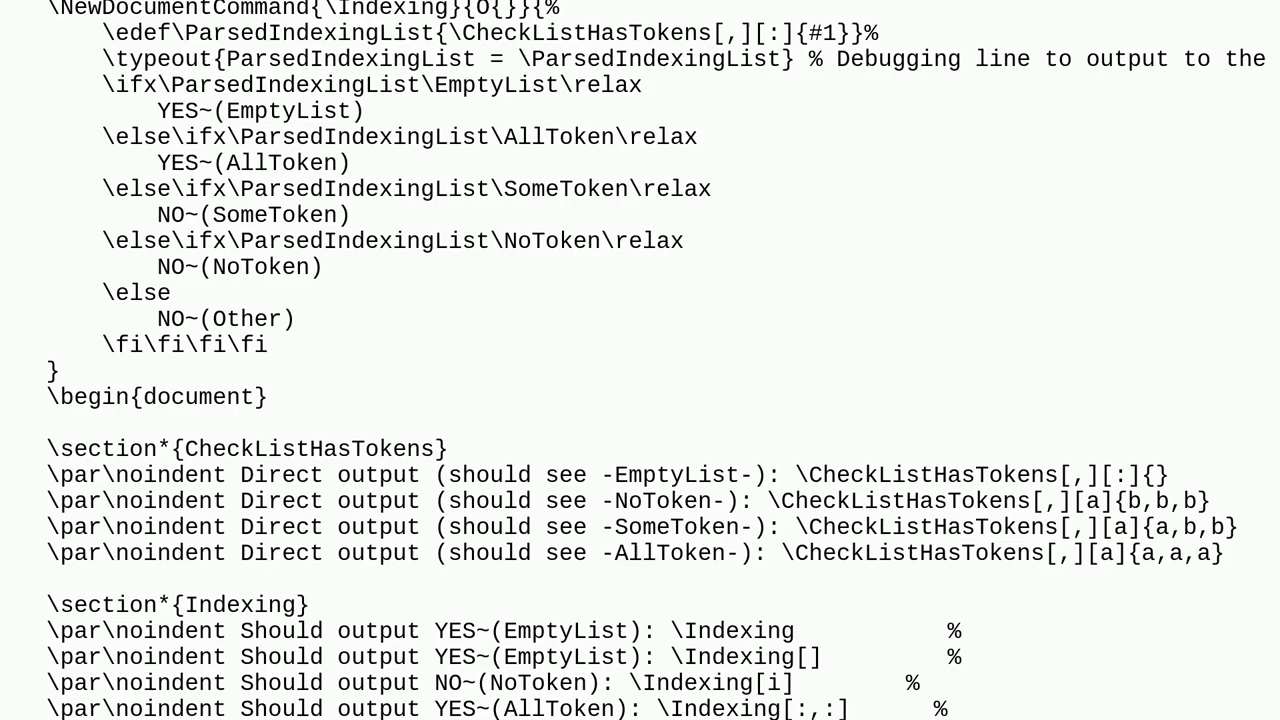 \NewDocumentCommand{\Indexing}{O{}}{%
    \edef\ParsedIndexingList{\CheckListHasTokens[,][:]{#1}}%
    \typeout{ParsedIndexingList = \ParsedIndexingList} % Debugging line to output to the
    \ifx\ParsedIndexingList\EmptyList\relax
        YES~(EmptyList)
    \else\ifx\ParsedIndexingList\AllToken\relax
        YES~(AllToken)
    \else\ifx\ParsedIndexingList\SomeToken\relax
        NO~(SomeToken)
    \else\ifx\ParsedIndexingList\NoToken\relax
        NO~(NoToken)
    \else
        NO~(Other)
    \fi\fi\fi\fi
}
\begin{document}

\section*{CheckListHasTokens}
\par\noindent Direct output (should see -EmptyList-): \CheckListHasTokens[,][:]{}
\par\noindent Direct output (should see -NoToken-): \CheckListHasTokens[,][a]{b,b,b}
\par\noindent Direct output (should see -SomeToken-): \CheckListHasTokens[,][a]{a,b,b}
\par\noindent Direct output (should see -AllToken-): \CheckListHasTokens[,][a]{a,a,a}

\section*{Indexing}
\par\noindent Should output YES~(EmptyList): \Indexing           %
\par\noindent Should output YES~(EmptyList): \Indexing[]         %
\par\noindent Should output NO~(NoToken): \Indexing[i]        %
\par\noindent Should output YES~(AllToken): \Indexing[:,:]      %